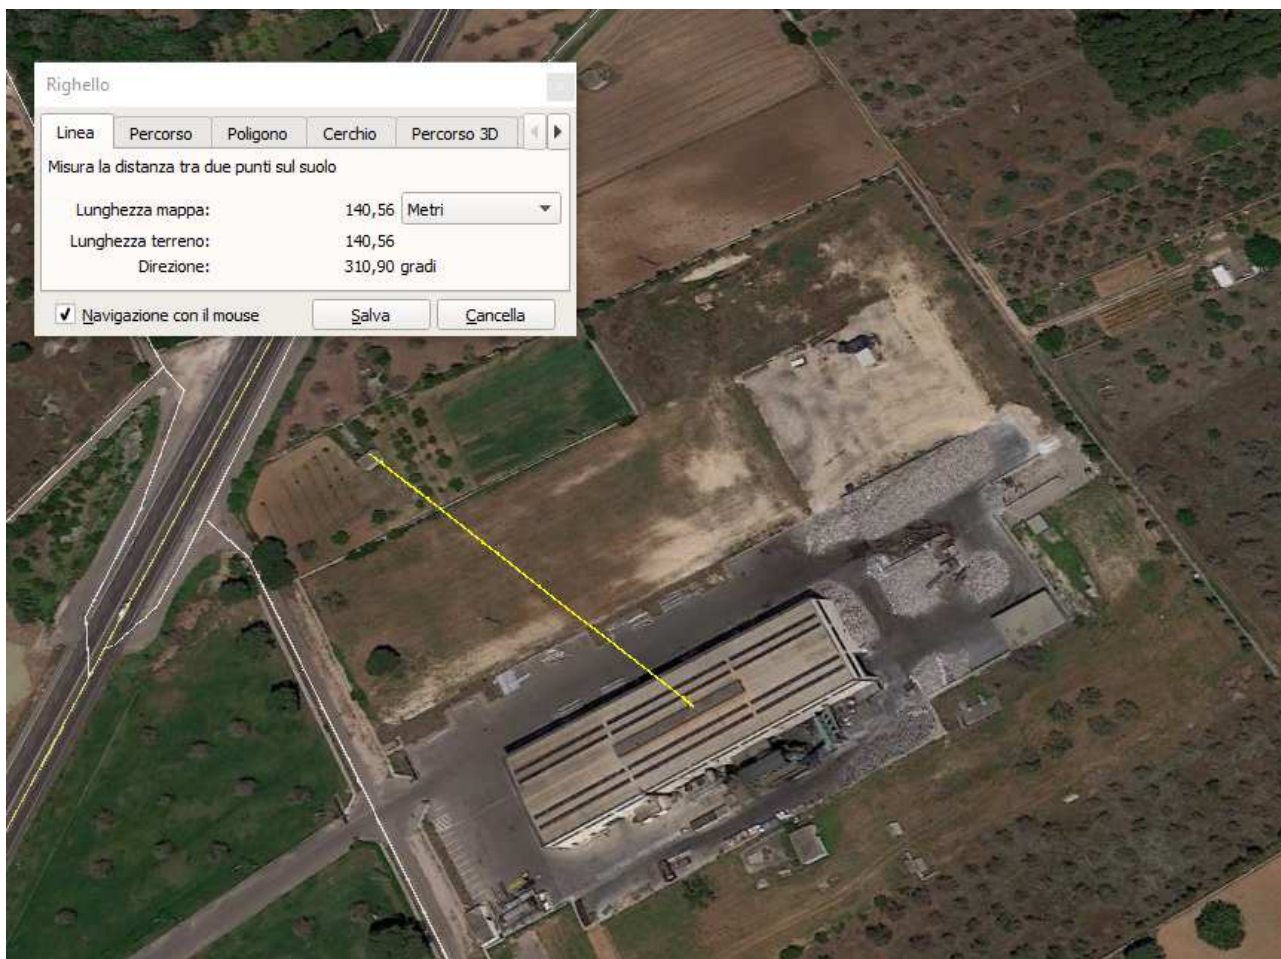 Righello
Linea Percorso Poligono Cerchio Percorso 3D
Misura la distanza tra due punti sul suolo
Lunghezza mappa: 140,56 Metri
Lunghezza terreno: 140,56
Direzione: 310,90 gradi
Navigazione con il mouse Salva Cancella